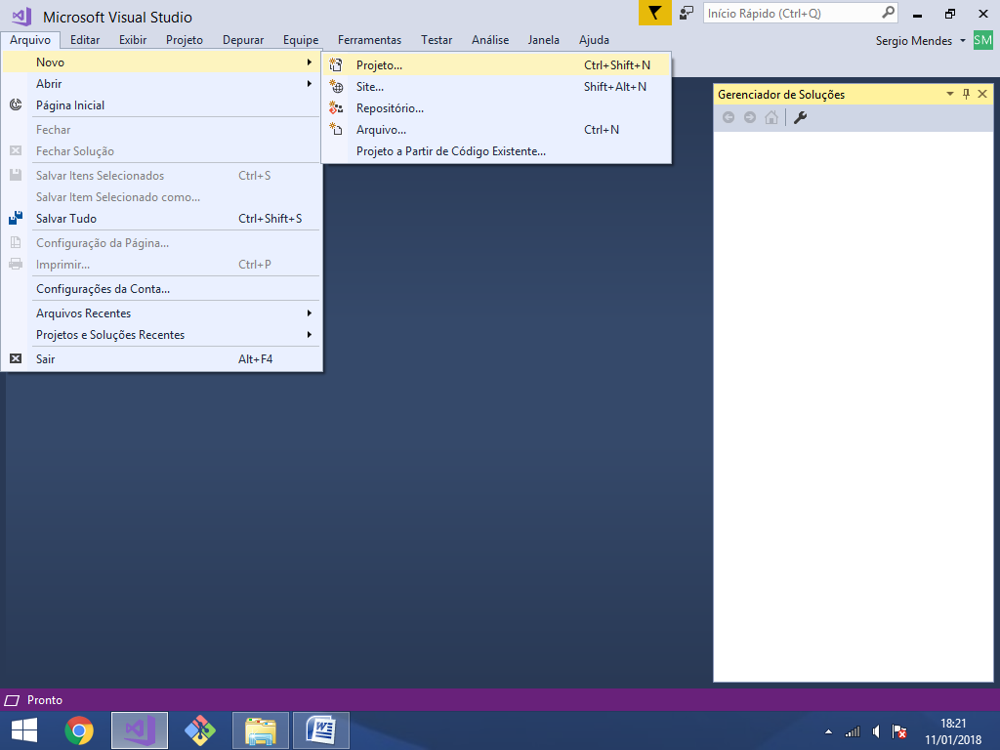 Microsoft Visual Studio
Início Rápido (Ctrl+Q)
Arquivo Editar Exibir Projeto Depurar Equipe Ferramentas Testar Análise Janela Ajuda
Sergio Mendes SM
Novo
Abrir
Página Inicial
Fechar
Fechar Solução
Salvar Itens Selecionados Ctrl+S
Salvar Item Selecionado como...
Salvar Tudo Ctrl+Shift+S
Configuração da Página...
Imprimir... Ctrl+P
Configurações da Conta...
Arquivos Recentes
Projetos e Soluções Recentes
Sair Alt+F4
Projeto... Ctrl+Shift+N
Site... Shift+Alt+N
Repositório...
Arquivo... Ctrl+N
Projeto a Partir de Código Existente...
Gerenciador de Soluções
Pronto
18:21
11/01/2018